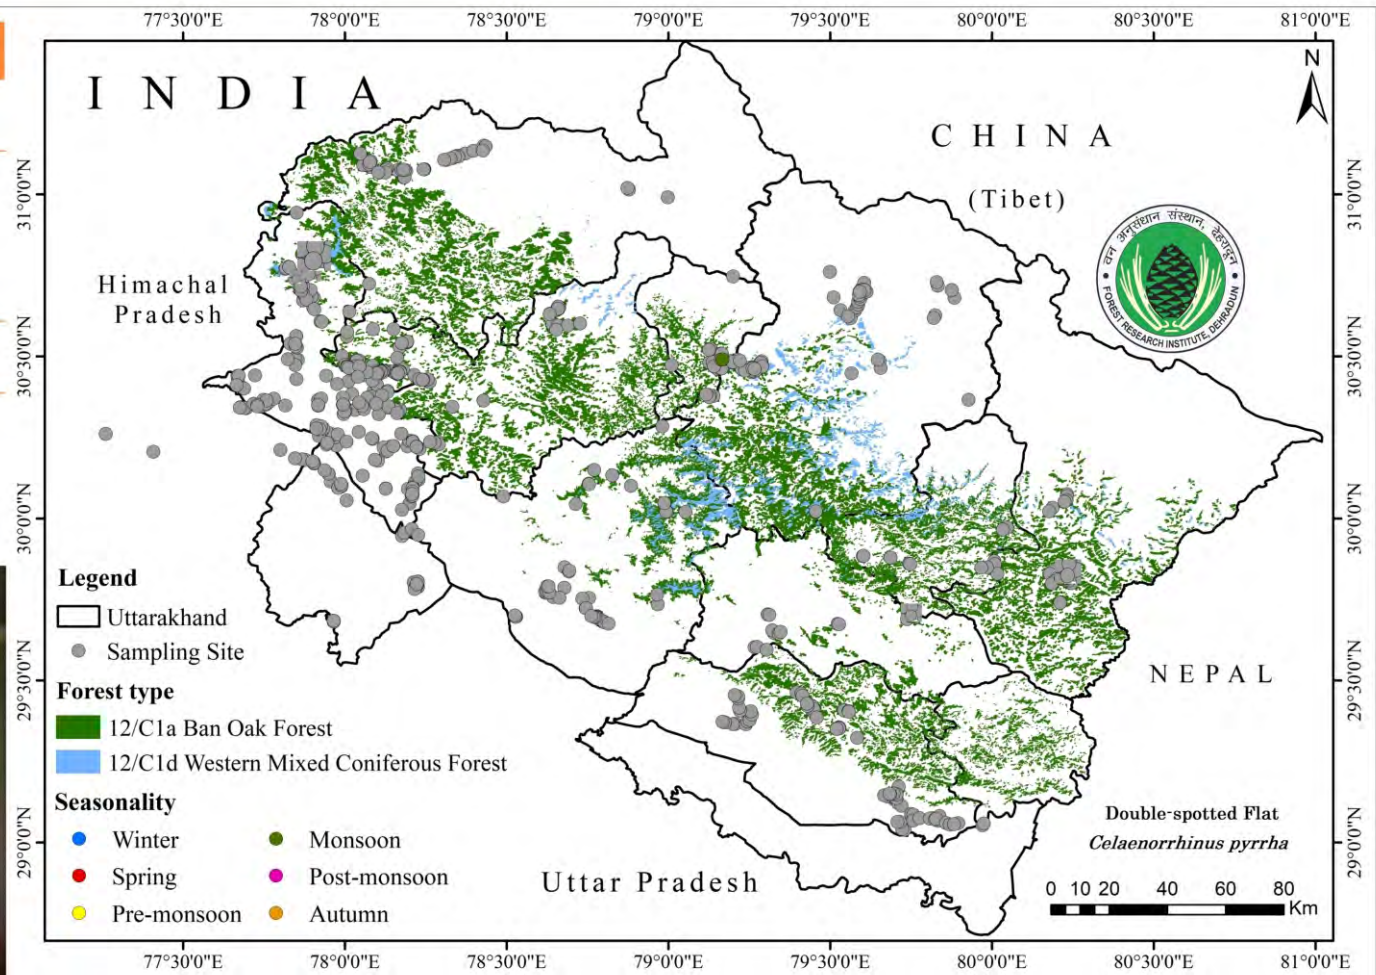 77°30'0"E 78°0'0"E 78°30'0"E 79°0'0"E 79°30'0"E 80°0'0"E 80°30'0"E 81°0'0"E
INDIA
N
CHINA
(Tibet)
31°0'0"N
31°0'0"N
वन अनुसंधान संस्थान, देहरादून
FOREST RESEARCH INSTITUTE, DEHRADUN
Himachal
Pradesh
30°30'0"N
30°30'0"N
30°0'0"N
30°0'0"N
Legend
Uttarakhand
Sampling Site
NEPAL
29°30'0"N
29°30'0"N
Forest type
12/C1a Ban Oak Forest
12/C1d Western Mixed Coniferous Forest
Seasonality
Winter
Monsoon
Spring
Post-monsoon
Pre-monsoon
Autumn
29°0'0"N
29°0'0"N
Uttar Pradesh
Double-spotted Flat
Celaenorrhinus pyrrha
0 10 20 40 60 80
Km
77°30'0"E 78°0'0"E 78°30'0"E 79°0'0"E 79°30'0"E 80°0'0"E 80°30'0"E 81°0'0"E